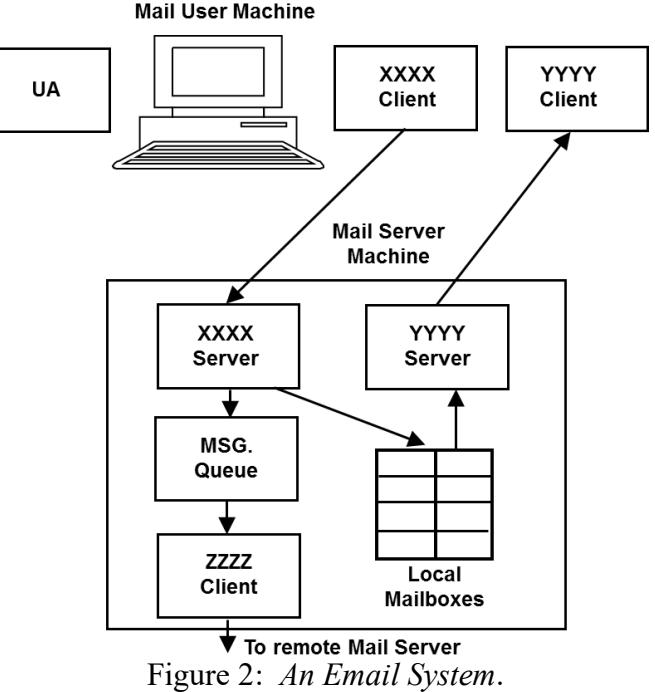 Mail User Machine
UA
XXXX
Client
YYYY
Client
Mail Server
Machine
XXXX
Server
YYYY
Server
MSG.
Queue
ZZZZ
Client
Local
Mailboxes
To remote Mail Server
Figure 2: An Email System.